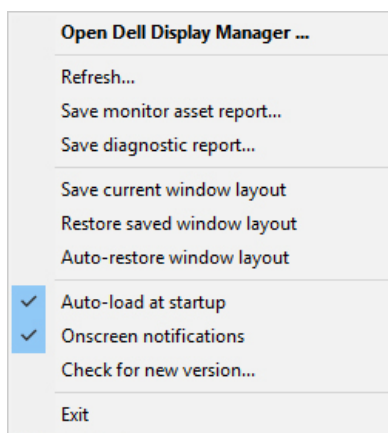 Open Dell Display Manager ...
Refresh...
Save monitor asset report...
Save diagnostic report...
Save current window layout
Restore saved window layout
Auto-restore window layout
Auto-load at startup
Onscreen notifications
Check for new version...
Exit